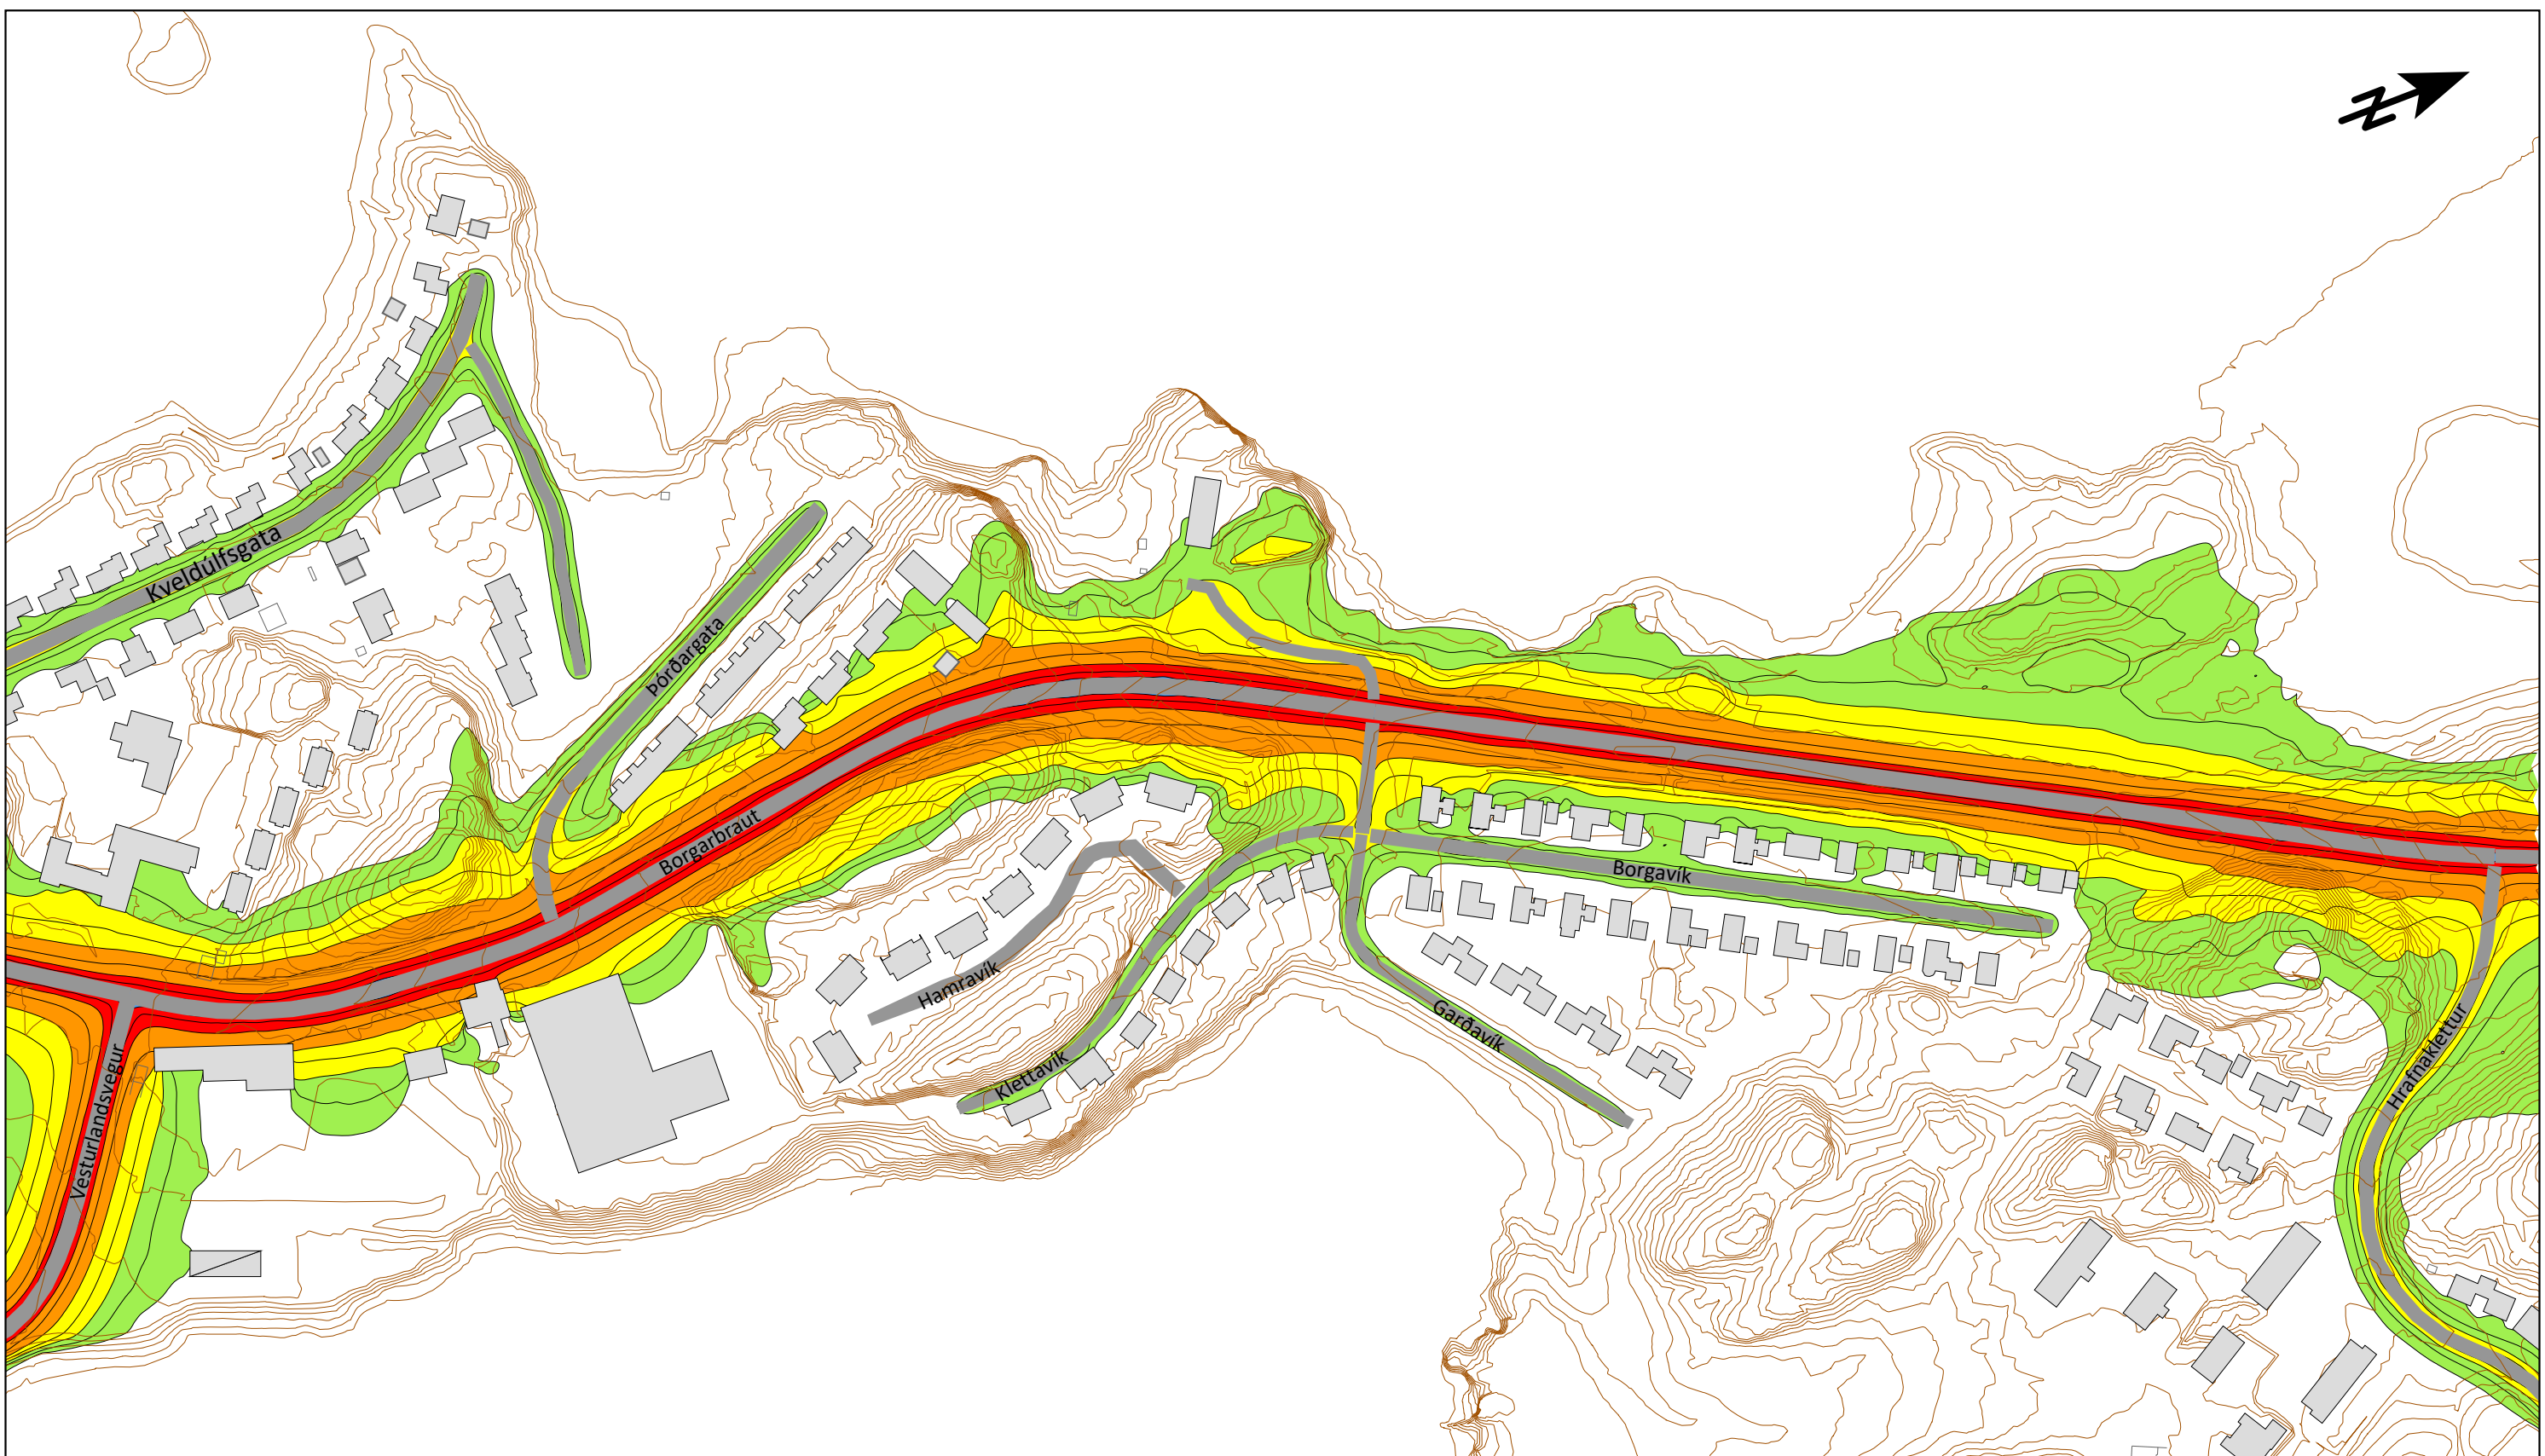 Kveldúlfsgata
Þórðargata
Borgarbraut
Borgavík
Hamravík
Garðavík
Klettavík
Vesturlandsvegur
Hrafnaklettur